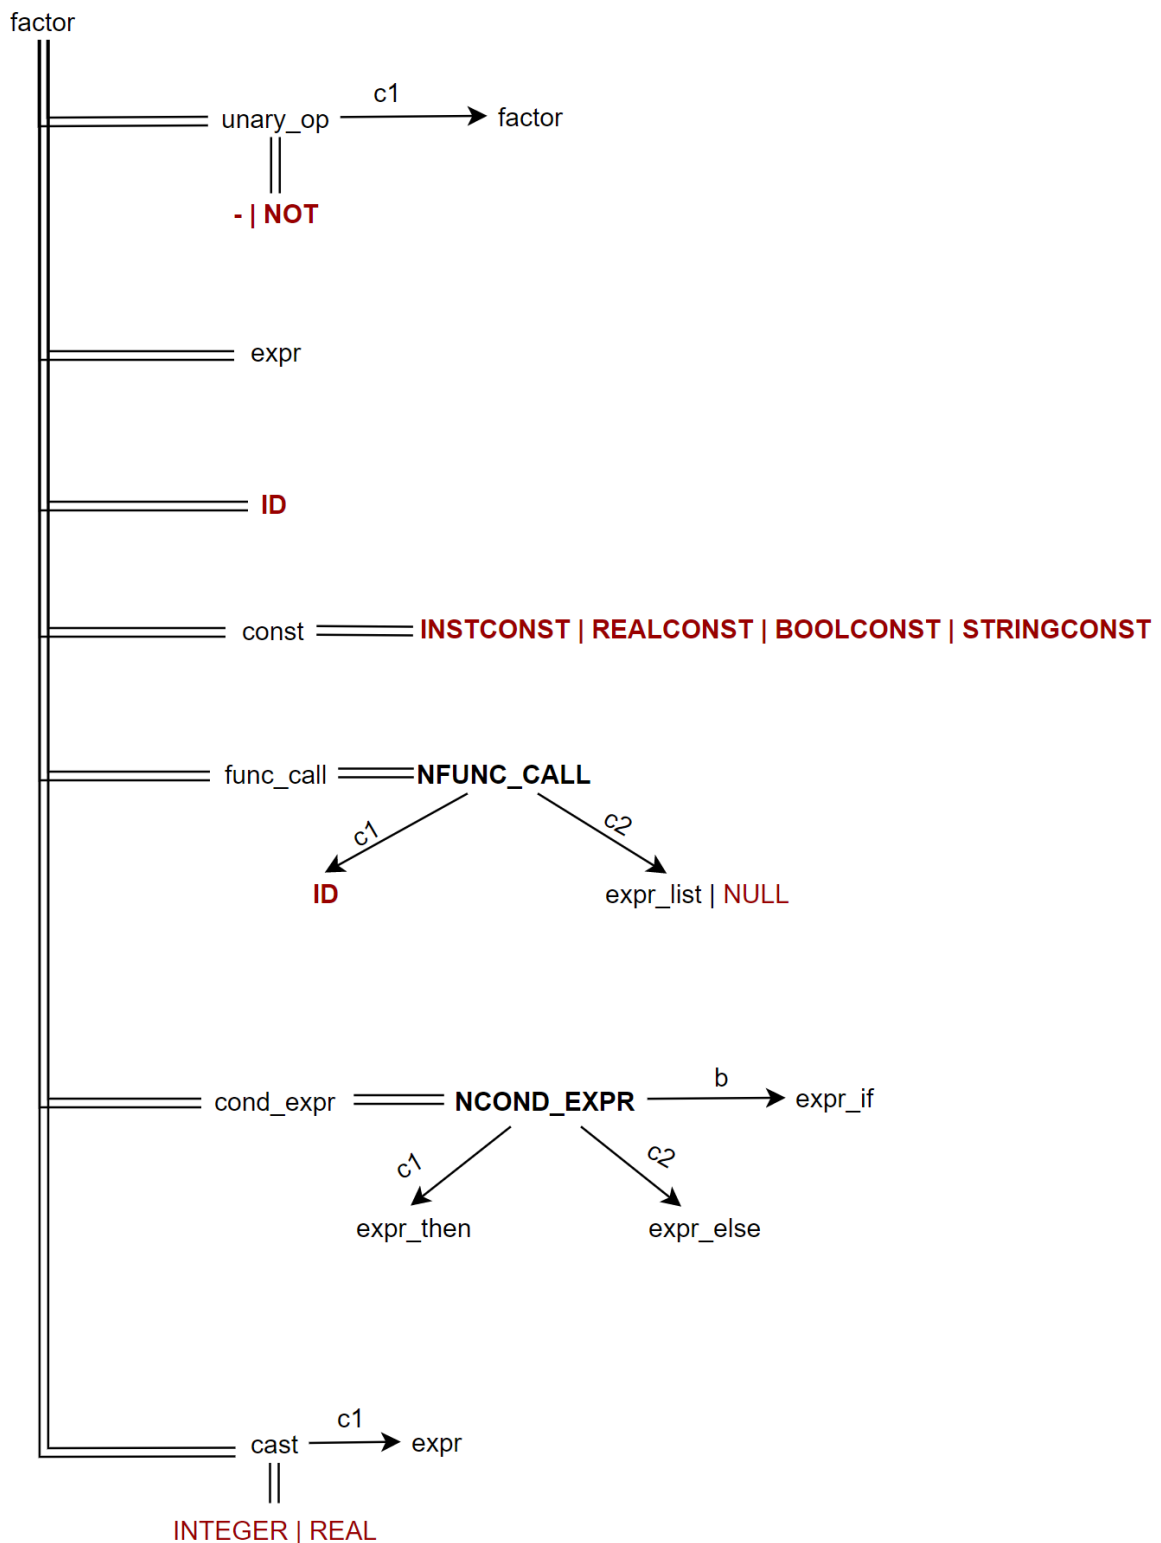 factor
c1
unary_op factor
- | NOT
expr
ID
const INSTCONST | REALCONST | BOOLCONST | STRINGCONST
func_call NFUNC_CALL
c1 c2
ID expr_list | NULL
b
cond_expr NCOND_EXPR expr_if
c1 c2
expr_then expr_else
c1
cast expr
INTEGER | REAL